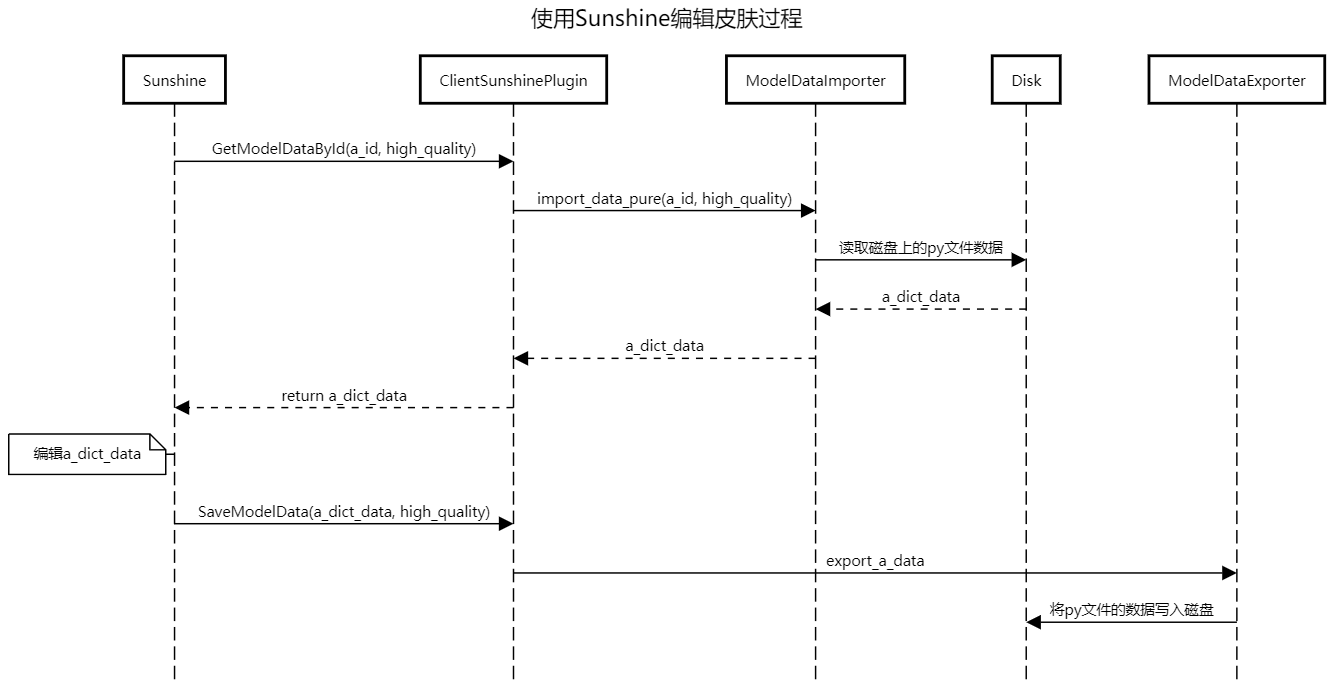 使用Sunshine编辑皮肤过程
Sunshine
ClientSunshinePlugin
ModelDataImporter
Disk
ModelDataExporter
GetModelDataById(a_id, high_quality)
import_data_pure(a_id, high_quality)
读取磁盘上的py文件数据
a_dict_data
a_dict_data
return a_dict_data
编辑a_dict_data
SaveModelData(a_dict_data, high_quality)
export_a_data
将py文件的数据写入磁盘